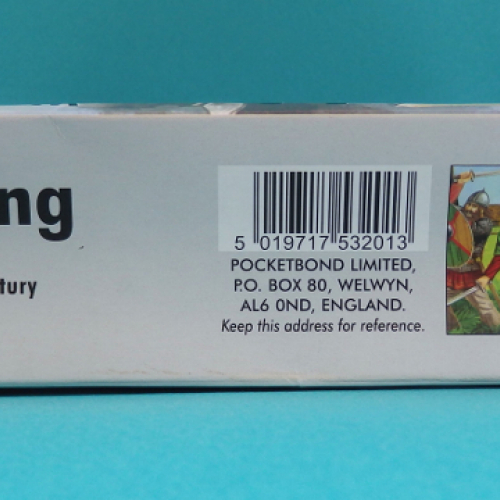 ng
tury
5 019717 532013
POCKETBOND LIMITED,
P.O. BOX 80, WELWYN,
AL6 0ND, ENGLAND.
Keep this address for reference.